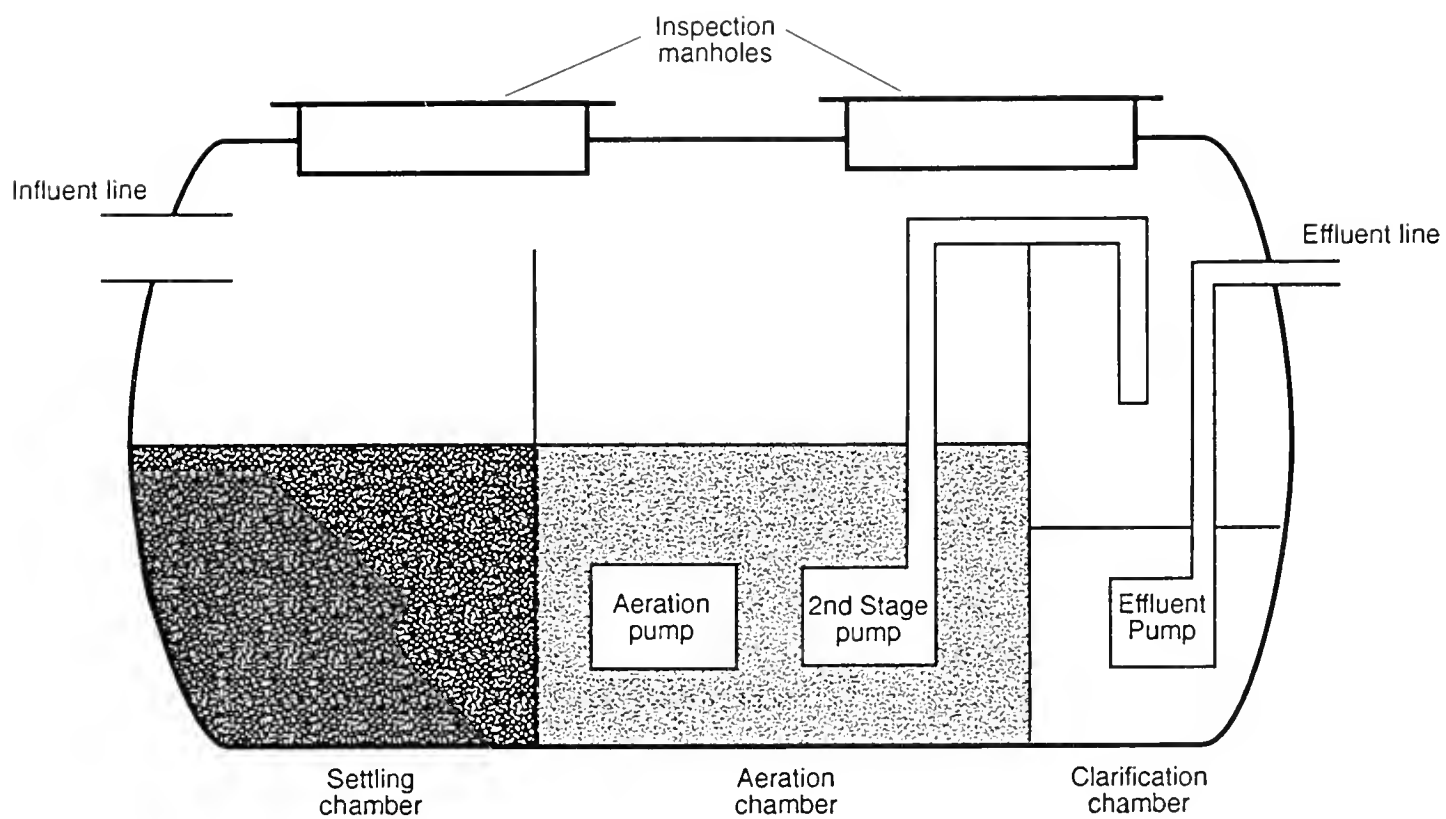 Inspection
manholes
Influent line
Effluent line
Aeration
pump
2nd Stage
pump
Effluent
Pump
Settling
chamber
Aeration
chamber
Clarification
chamber